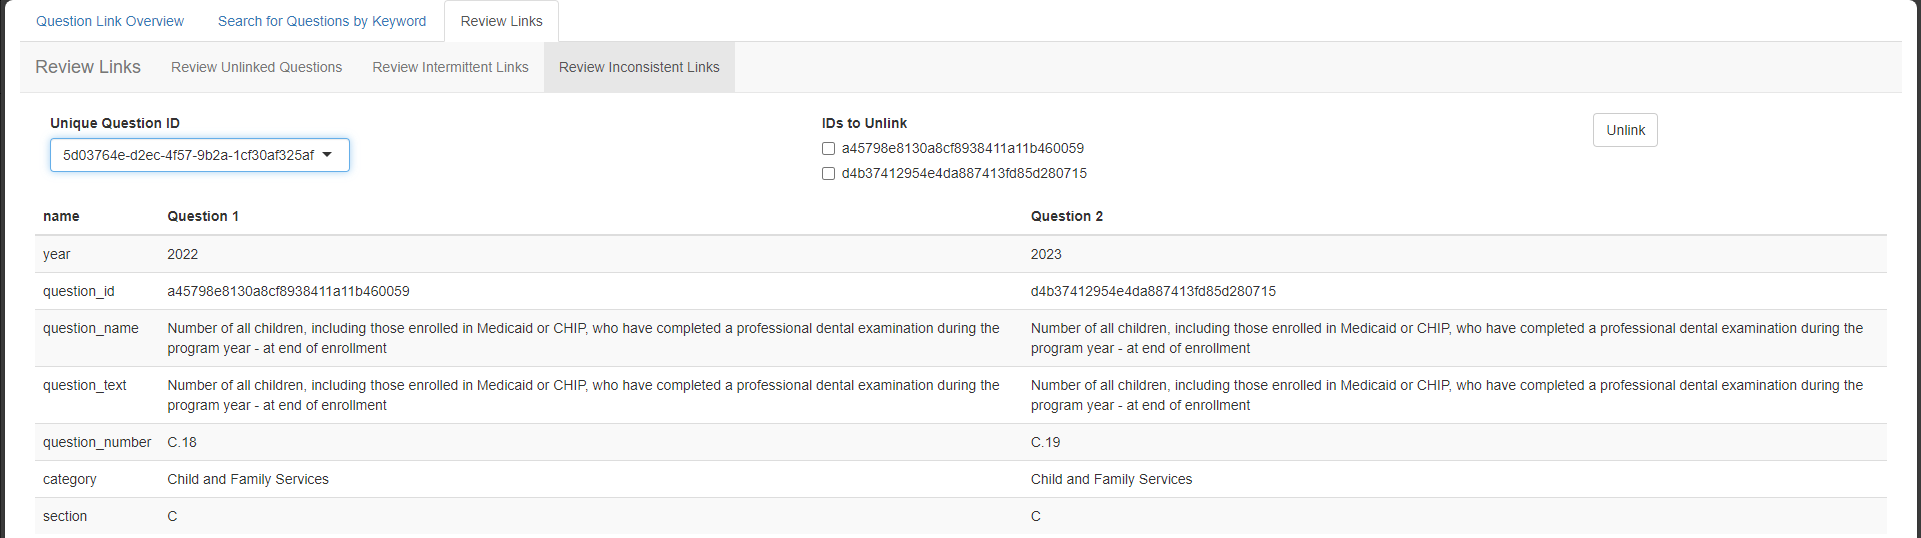 Question Link Overview Search for Questions by Keyword Review Links
Review Links Review Unlinked Questions Review Intermittent Links Review Inconsistent Links
Unique Question ID IDs to Unlink Unlink
5d03764e-d2ec-4f57-9b2a-1cf30af325af a45798e8130a8cf8938411a11b460059
d4b37412954e4da887413fd85d280715
name Question 1 Question 2
year 2022 2023
question_id a45798e8130a8cf8938411a11b460059 d4b37412954e4da887413fd85d280715
question_name Number of all children, including those enrolled in Medicaid or CHIP, who have completed a professional dental examination during the Number of all children, including those enrolled in Medicaid or CHIP, who have completed a professional dental examination during the
program year - at end of enrollment program year - at end of enrollment
question_text Number of all children, including those enrolled in Medicaid or CHIP, who have completed a professional dental examination during the Number of all children, including those enrolled in Medicaid or CHIP, who have completed a professional dental examination during the
program year - at end of enrollment program year - at end of enrollment
question_number C.18 C.19
category Child and Family Services Child and Family Services
section C C